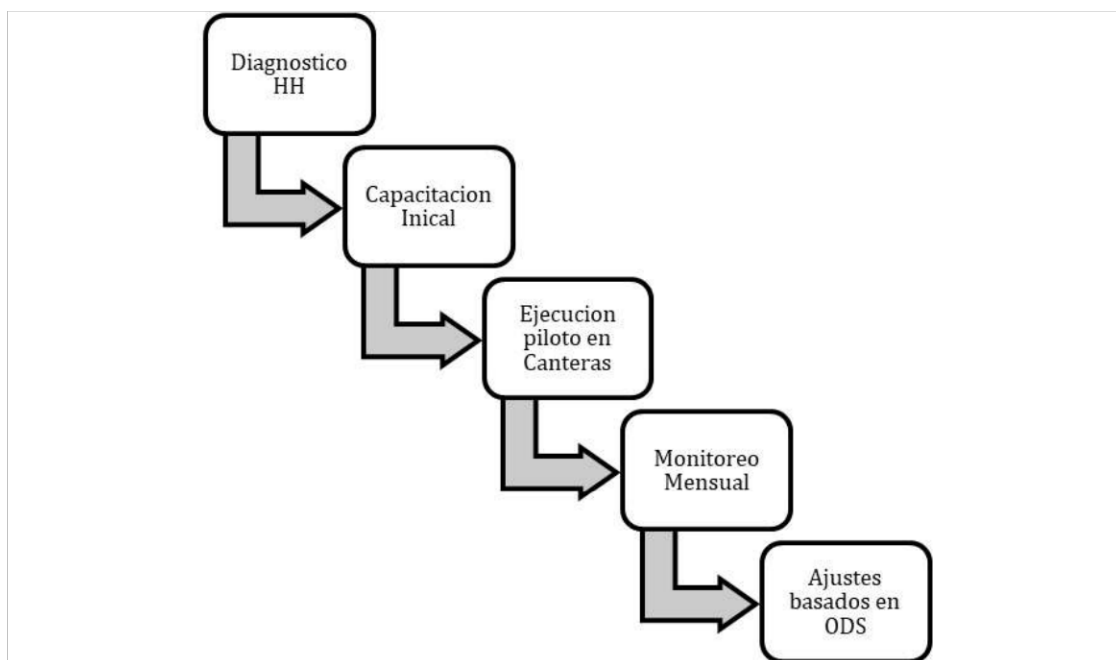 Diagnostico
HH
Capacitacion
Inical
Ejecucion
piloto en
Canteras
Monitoreo
Mensual
Ajustes
basados en
ODS